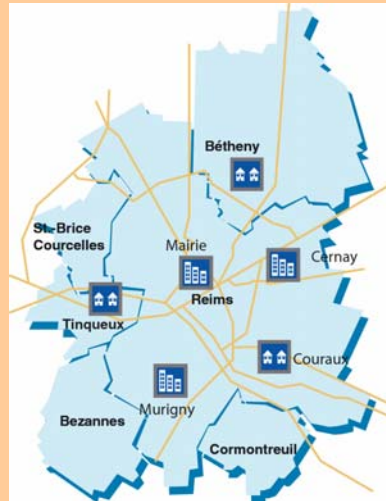 Bétheny
St.-Brice
Courcelles
Mairie
Cernay
Reims
Tinqueux
Couraux
Murigny
Bezannes
Cormontreuil